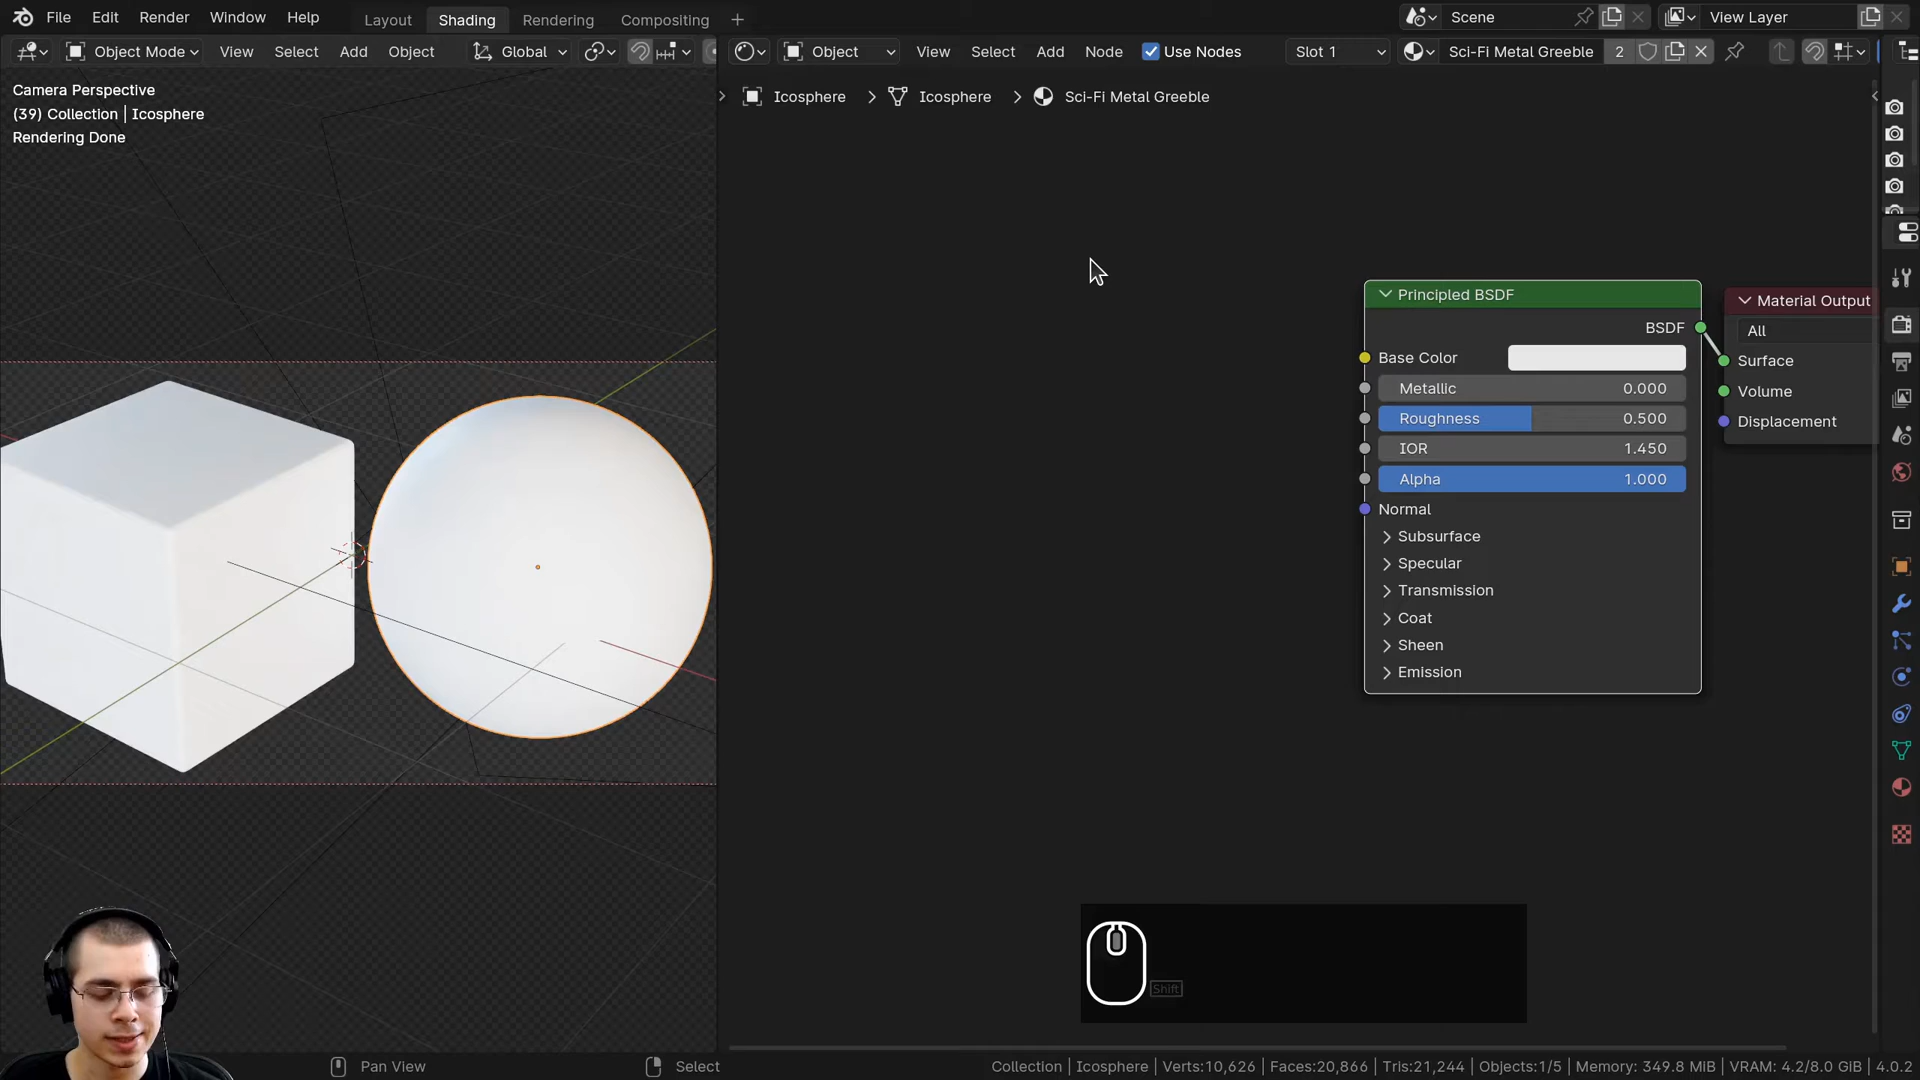 File Edit Render Window Help Layout Shading Rendering Compositing + Scene View Layer
Object Mode View Select Add Object Global Object View Select Add Node Use Nodes Slot 1 Sci-Fi Metal Greeble 2
Camera Perspective
(39) Collection | Icosphere
Rendering Done
Icosphere Icosphere Sci-Fi Metal Greeble
Principled BSDF
BSDF
Base Color
Metallic 0.000
Roughness 0.500
IOR 1.450
Alpha 1.000
Normal
Subsurface
Specular
Transmission
Coat
Sheen
Emission
Material Output
All
Surface
Volume
Displacement
Shift
Pan View Select Collection | Icosphere | Verts:10,626 | Faces:20,866 | Tris:21,244 | Objects:1/5 | Memory: 349.8 MiB | VRAM: 4.2/8.0 GiB | 4.0.2